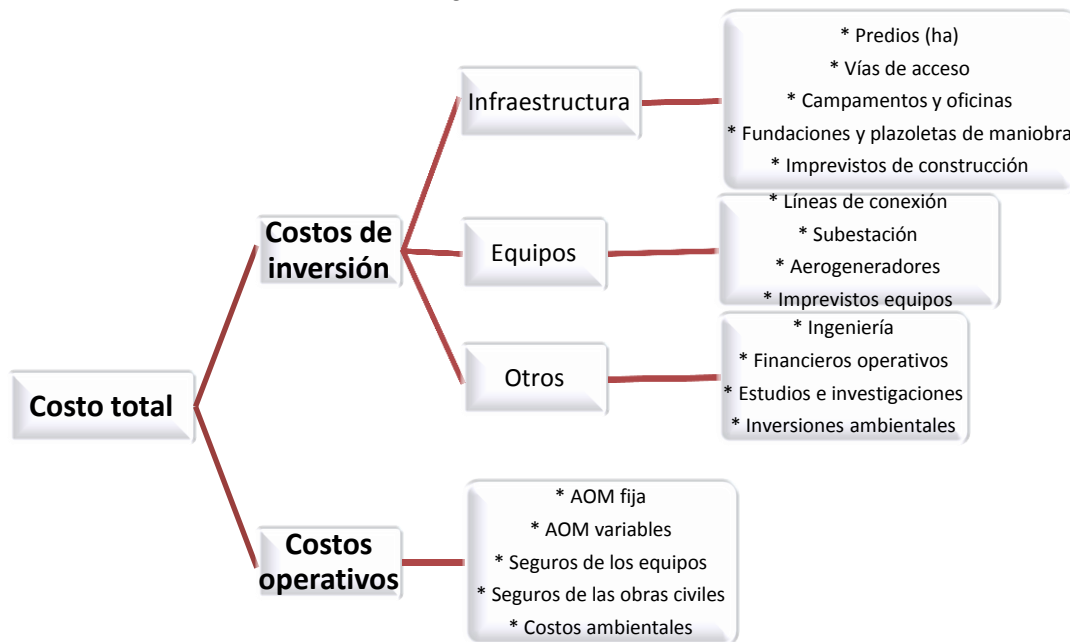 Costo total
Costos de
inversión
Infraestructura
* Predios (ha)
* Vías de acceso
* Campamentos y oficinas
* Fundaciones y plazoletas de maniobra
* Imprevistos de construcción
Equipos
* Líneas de conexión
* Subestación
* Aerogeneradores
* Imprevistos equipos
Otros
* Ingeniería
* Financieros operativos
* Estudios e investigaciones
* Inversiones ambientales
Costos
operativos
* AOM fija
* AOM variables
* Seguros de los equipos
* Seguros de las obras civiles
* Costos ambientales